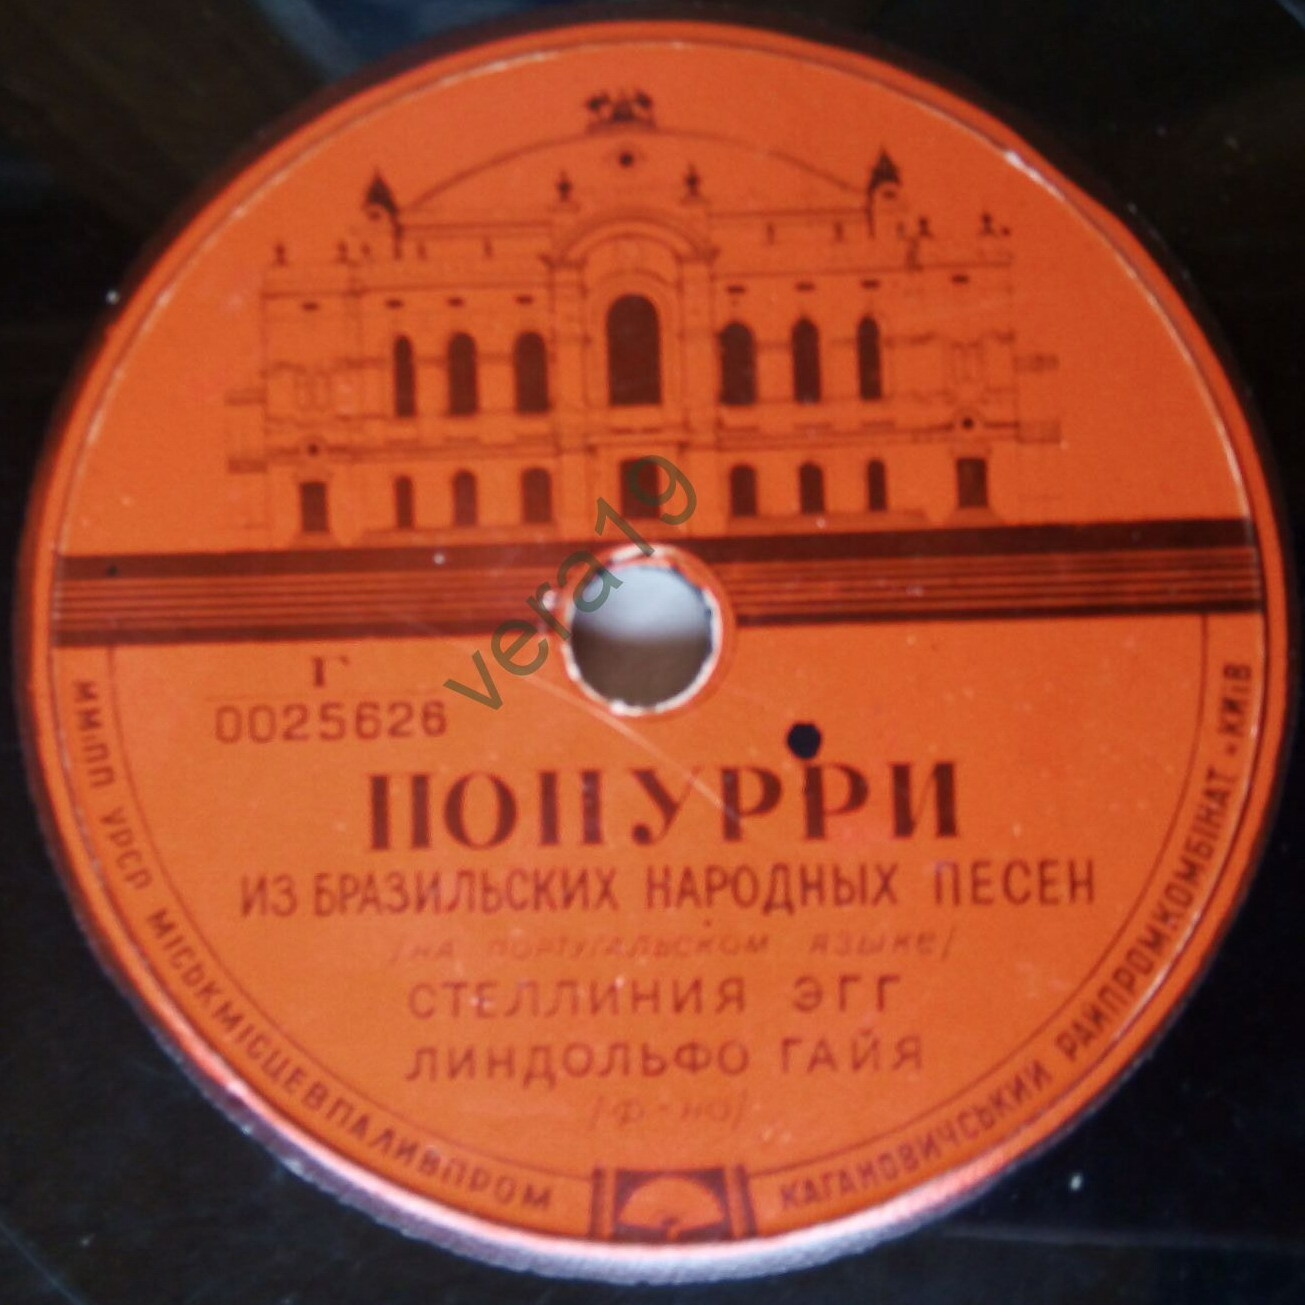 Г
0025626
ПОПУРРИ
ИЗ БРАЗИЛЬСКИХ НАРОДНЫХ ПЕСЕН
/НА ПОРТУГАЛЬСКОМ ЯЗЫКЕ/
СТЕЛЛИНИЯ ЭГГ
ЛИНДОЛЬФО ГАЙЯ
/Ф-НО/
ММПП УРСР МІСЬКМІСЦЕВПАЛИВПРОМ
КАГАНОВИЧСЬКИЙ РАЙПРОМКОМБІНАТ - КИЇВ
vera19